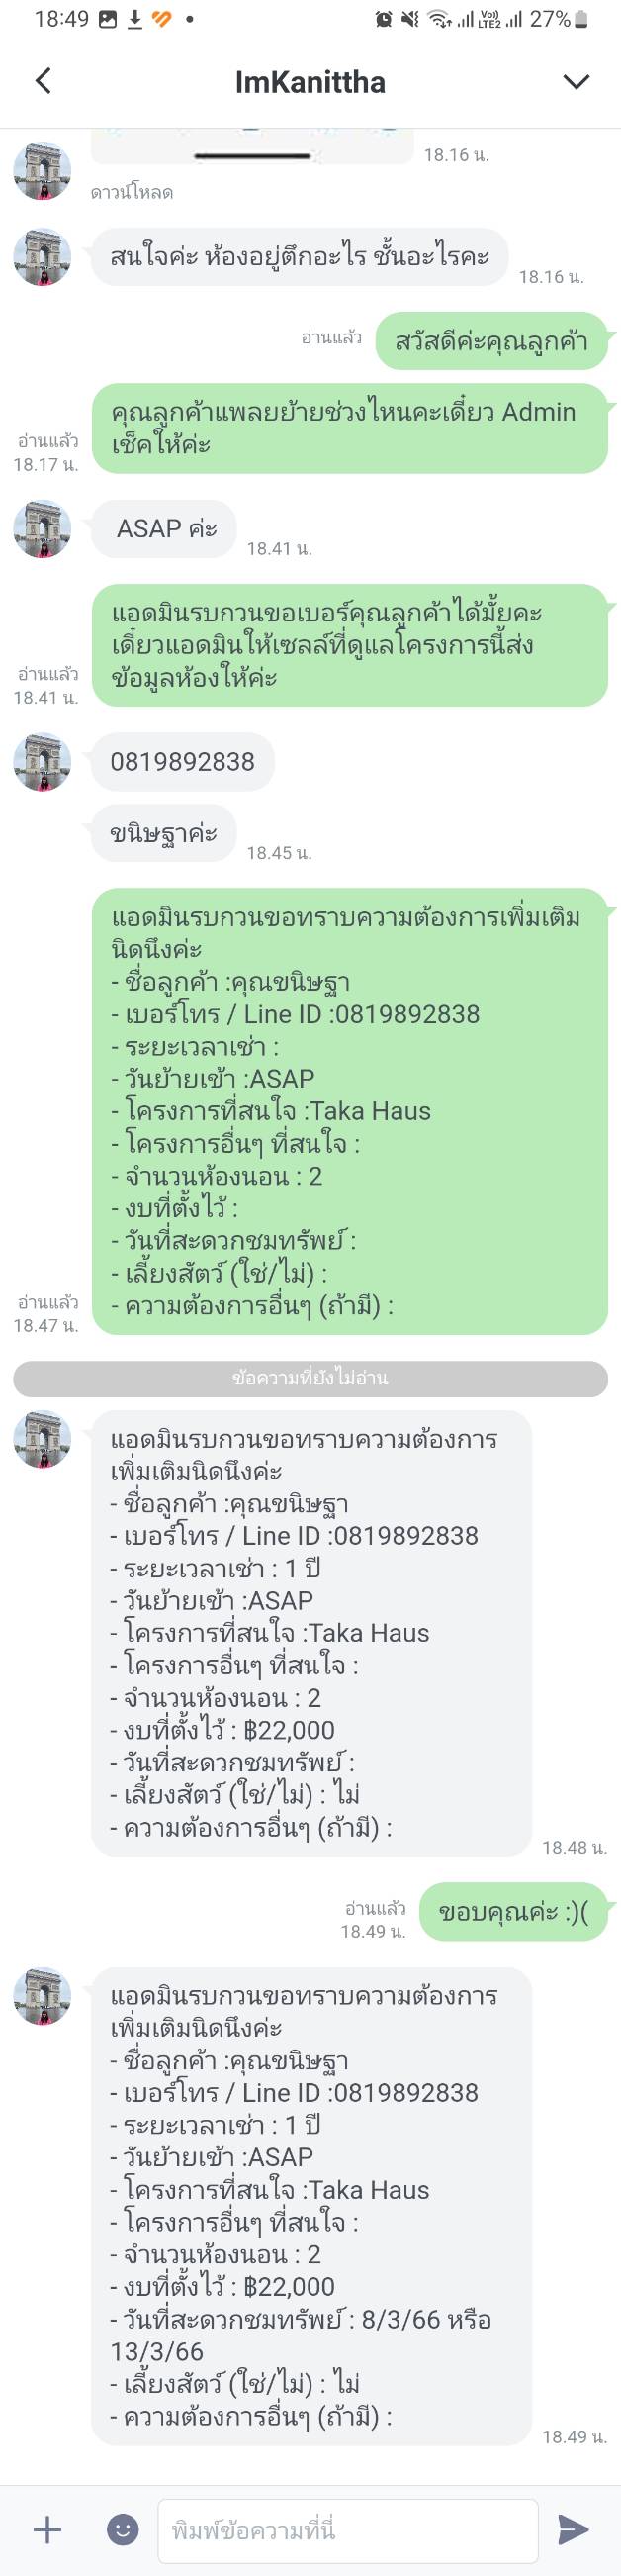 18:49
Vo))
LTE2
27%
ImKanittha
18.16 น.
ดาวน์โหลด
สนใจค่ะ ห้องอยู่ตึกอะไร ชั้นอะไรคะ
18.16 น.
อ่านแล้ว
สวัสดีค่ะคุณลูกค้า
คุณลูกค้าแพลยย้ายช่วงไหนคะเดี๋ยว Admin
เช็คให้ค่ะ
อ่านแล้ว
18.17 น.
ASAP ค่ะ
18.41 น.
แอดมินรบกวนขอเบอร์คุณลูกค้าได้มั้ยคะ
เดี๋ยวแอดมินให้เซลล์ที่ดูแลโครงการนี้ส่ง
ข้อมูลห้องให้ค่ะ
อ่านแล้ว
18.41 น.
0819892838
ขนิษฐาค่ะ
18.45 น.
แอดมินรบกวนขอทราบความต้องการเพิ่มเติม
นิดนึงค่ะ
- ชื่อลูกค้า :คุณขนิษฐา
- เบอร์โทร / Line ID :0819892838
- ระยะเวลาเช่า :
- วันย้ายเข้า :ASAP
- โครงการที่สนใจ :Taka Haus
- โครงการอื่นๆ ที่สนใจ :
- จำนวนห้องนอน : 2
- งบที่ตั้งไว้ :
- วันที่สะดวกชมทรัพย์ :
- เลี้ยงสัตว์ (ใช่/ไม่) :
- ความต้องการอื่นๆ (ถ้ามี) :
อ่านแล้ว
18.47 น.
ข้อความที่ยังไม่อ่าน
แอดมินรบกวนขอทราบความต้องการ
เพิ่มเติมนิดนึงค่ะ
- ชื่อลูกค้า :คุณขนิษฐา
- เบอร์โทร / Line ID :0819892838
- ระยะเวลาเช่า : 1 ปี
- วันย้ายเข้า :ASAP
- โครงการที่สนใจ :Taka Haus
- โครงการอื่นๆ ที่สนใจ :
- จำนวนห้องนอน : 2
- งบที่ตั้งไว้ : ฿22,000
- วันที่สะดวกชมทรัพย์ :
- เลี้ยงสัตว์ (ใช่/ไม่) : ไม่
- ความต้องการอื่นๆ (ถ้ามี) :
18.48 น.
อ่านแล้ว
18.49 น.
ขอบคุณค่ะ :)(
แอดมินรบกวนขอทราบความต้องการ
เพิ่มเติมนิดนึงค่ะ
- ชื่อลูกค้า :คุณขนิษฐา
- เบอร์โทร / Line ID :0819892838
- ระยะเวลาเช่า : 1 ปี
- วันย้ายเข้า :ASAP
- โครงการที่สนใจ :Taka Haus
- โครงการอื่นๆ ที่สนใจ :
- จำนวนห้องนอน : 2
- งบที่ตั้งไว้ : ฿22,000
- วันที่สะดวกชมทรัพย์ : 8/3/66 หรือ
13/3/66
- เลี้ยงสัตว์ (ใช่/ไม่) : ไม่
- ความต้องการอื่นๆ (ถ้ามี) :
18.49 น.
พิมพ์ข้อความที่นี่